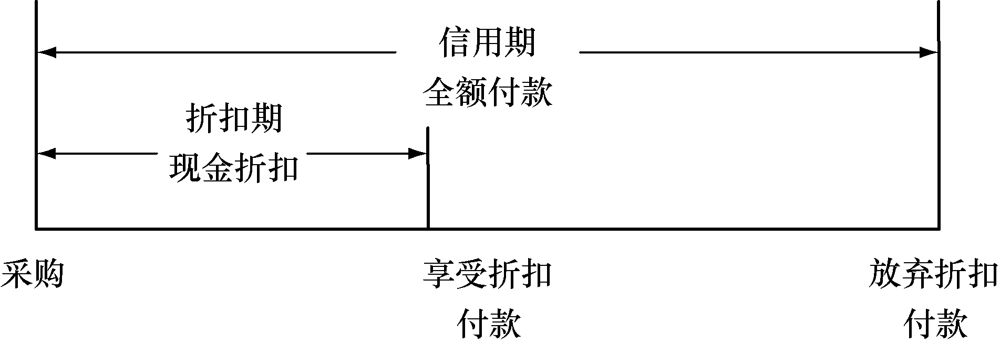 信用期
全额付款
折扣期
现金折扣
采购
享受折扣
付款
放弃折扣
付款